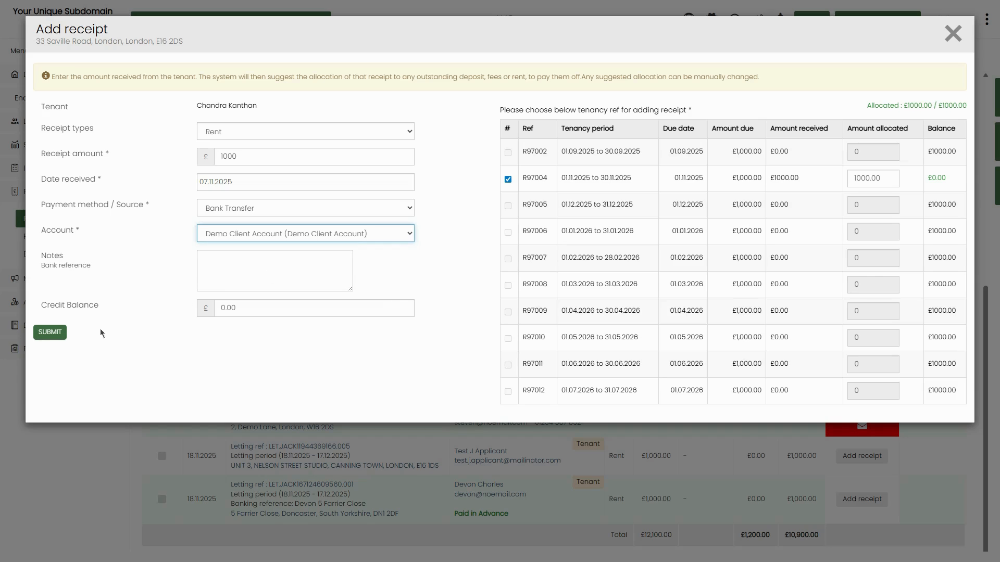 Your Unique Subdomain
Add receipt
33 Saville Road, London, London, E16 2DS
Enter the amount received from the tenant. The system will then suggest the allocation of that receipt to any outstanding deposit, fees or rent, to pay them off.Any suggested allocation can be manually changed.
Tenant Chandra Kanthan
Receipt types Rent
Receipt amount * £ 1000
Date received * 07.11.2025
Payment method / Source * Bank Transfer
Account * Demo Client Account (Demo Client Account)
Notes
Bank reference
Credit Balance £ 0.00
SUBMIT
Allocated : £1000.00 / £1000.00
Please choose below tenancy ref for adding receipt *
# Ref Tenancy period Due date Amount due Amount received Amount allocated Balance
R97002 01.09.2025 to 30.09.2025 01.09.2025 £1,000.00 £0.00 0 £1000.00
R97004 01.11.2025 to 30.11.2025 01.11.2025 £1,000.00 £1000.00 1000.00 £0.00
R97005 01.12.2025 to 31.12.2025 01.12.2025 £1,000.00 £0.00 0 £1000.00
R97006 01.01.2026 to 31.01.2026 01.01.2026 £1,000.00 £0.00 0 £1000.00
R97007 01.02.2026 to 28.02.2026 01.02.2026 £1,000.00 £0.00 0 £1000.00
R97008 01.03.2026 to 31.03.2026 01.03.2026 £1,000.00 £0.00 0 £1000.00
R97009 01.04.2026 to 30.04.2026 01.04.2026 £1,000.00 £0.00 0 £1000.00
R97010 01.05.2026 to 31.05.2026 01.05.2026 £1,000.00 £0.00 0 £1000.00
R97011 01.06.2026 to 30.06.2026 01.06.2026 £1,000.00 £0.00 0 £1000.00
R97012 01.07.2026 to 31.07.2026 01.07.2026 £1,000.00 £0.00 0 £1000.00
2, Demo Lane, London, W16 2DS
18.11.2025
Letting ref : LET.JACK11944369166.005
Letting period (18.11.2025 - 17.12.2025)
UNIT 3, NELSON STREET STUDIO, CANNING TOWN, LONDON, E16 1DS
Test J Applicant
test.j.applicant@mailinator.com
Tenant
Rent £1,000.00 - £0.00 £1,000.00 Add receipt
18.11.2025
Letting ref : LET.JACK167124609560.001
Letting period (18.11.2025 - 17.12.2025)
Banking reference: Devon 5 Farrier Close
5 Farrier Close, Doncaster, South Yorkshire, DN1 2DF
Devon Charles
devon@noemail.com
Paid in Advance
Tenant
Rent £1,000.00 - £0.00 £1,000.00 Add receipt
Total £12,100.00 £1,200.00 £10,900.00